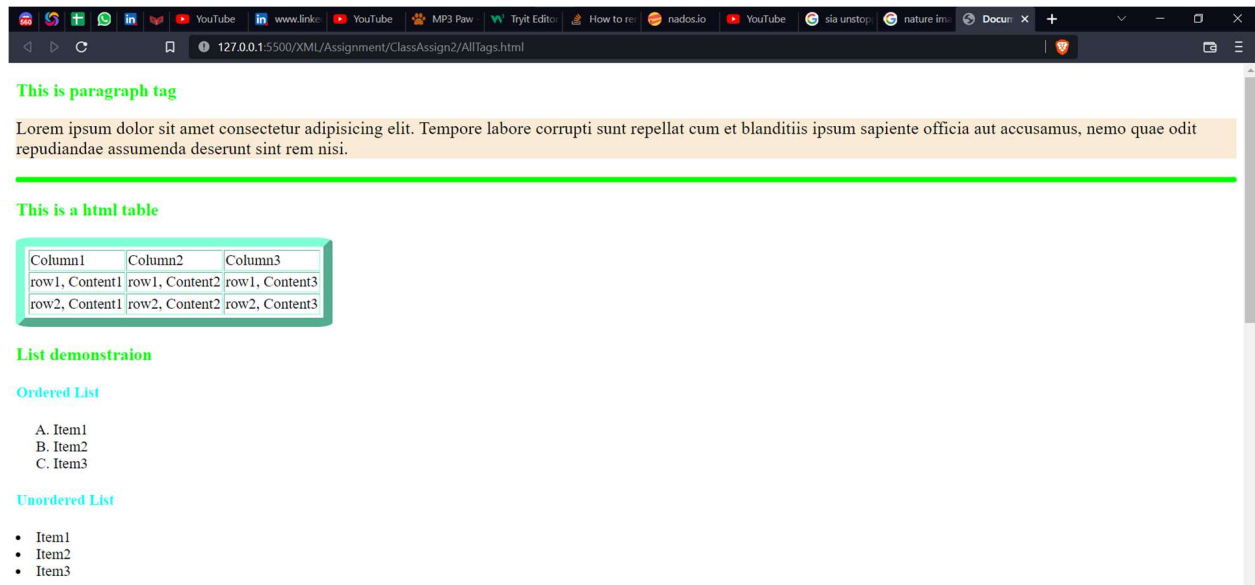 560 YouTube www.linke YouTube MP3 Paw - Tryit Editor How to re nados.io YouTube sia unstop nature ima Docum
127.0.0.1:5500/XML/Assignment/ClassAssign2/AllTags.html
This is paragraph tag
Lorem ipsum dolor sit amet consectetur adipisicing elit. Tempore labore corrupti sunt repellat cum et blanditiis ipsum sapiente officia aut accusamus, nemo quae odit
repudiandae assumenda deserunt sint rem nisi.
This is a html table
Column1 Column2 Column3
row1, Content1 row1, Content2 row1, Content3
row2, Content1 row2, Content2 row2, Content3
List demonstraion
Ordered List
A. Item1
B. Item2
C. Item3
Unordered List
• Item1
• Item2
• Item3